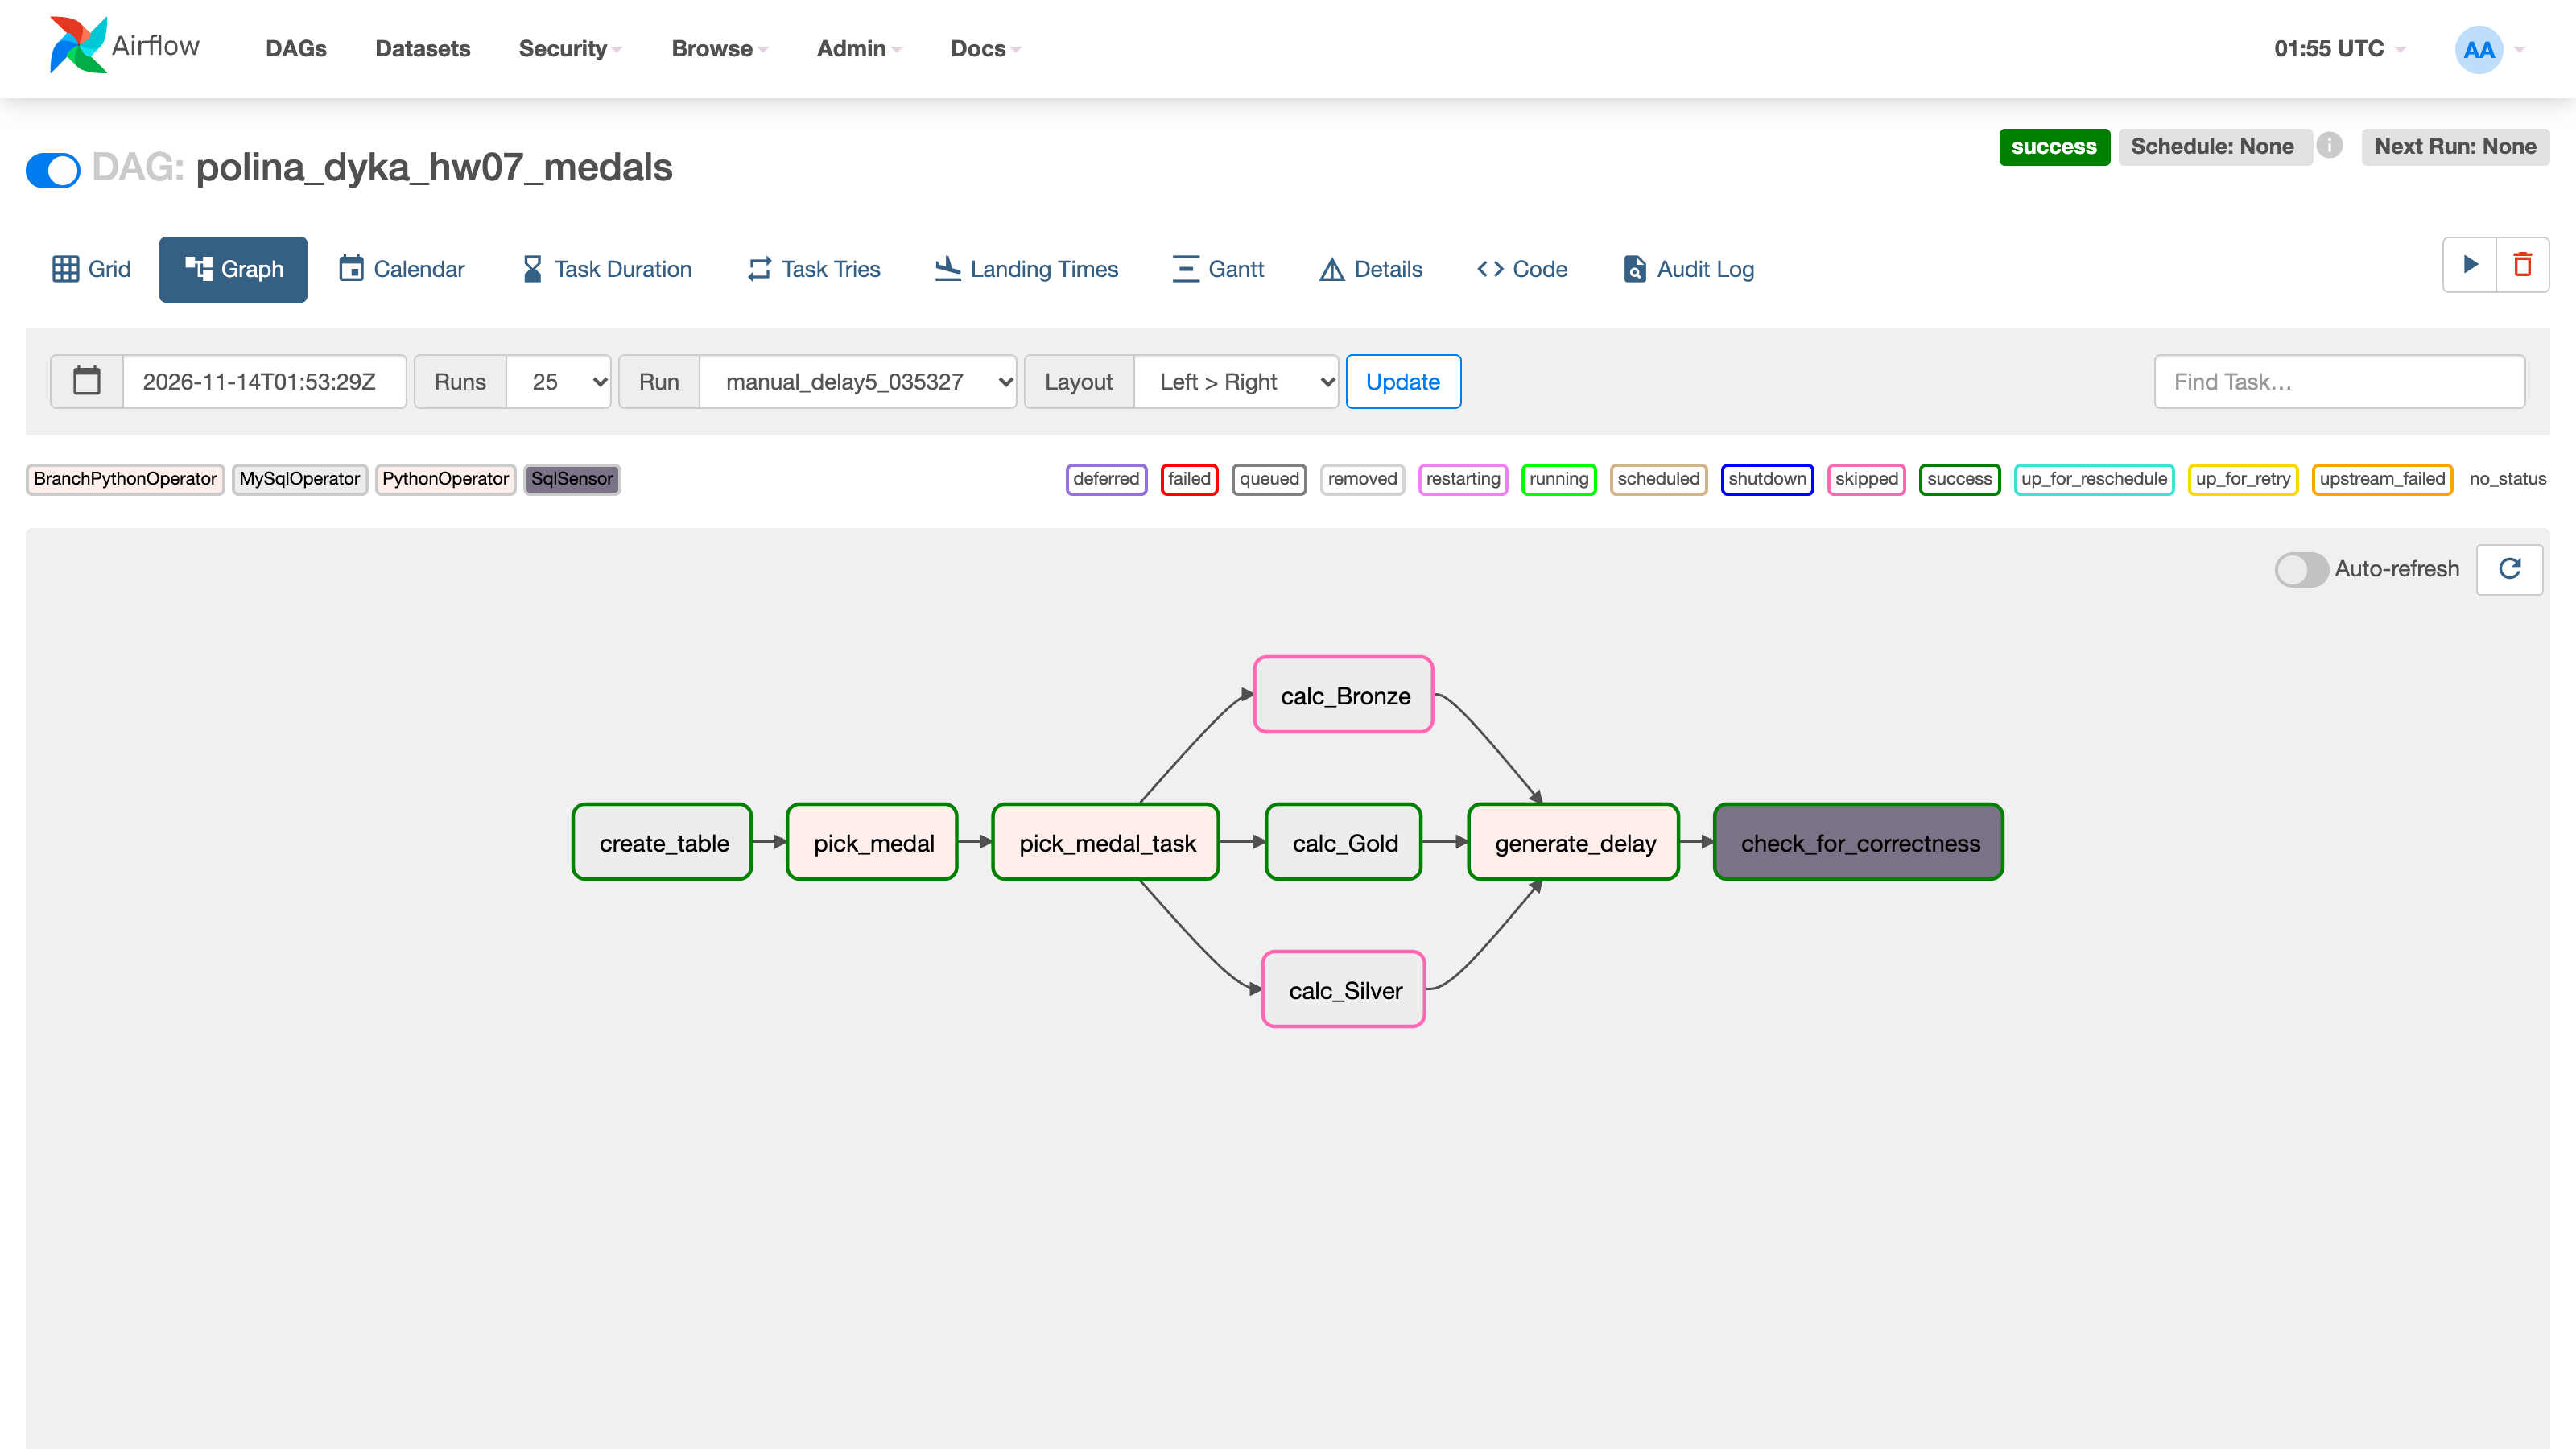 Airflow DAGs Datasets Security Browse Admin Docs 01:55 UTC AA
DAG: polina_dyka_hw07_medals success Schedule: None i Next Run: None
Grid Graph Calendar Task Duration Task Tries Landing Times Gantt Details Code Audit Log
2026-11-14T01:53:29Z Runs 25 Run manual_delay5_035327 Layout Left > Right Update Find Task...
BranchPythonOperator MySqlOperator PythonOperator SqlSensor deferred failed queued removed restarting running scheduled shutdown skipped success up_for_reschedule up_for_retry upstream_failed no_status
Auto-refresh
calc_Bronze
create_table pick_medal pick_medal_task calc_Gold generate_delay check_for_correctness
calc_Silver